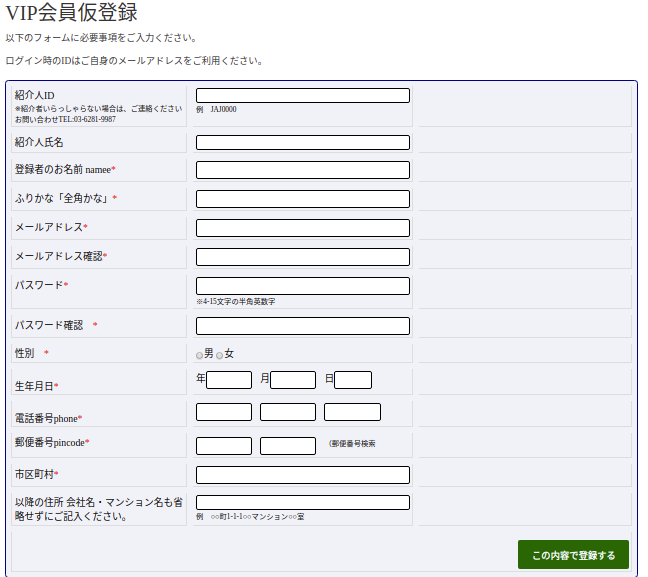 VIP会員仮登録
以下のフォームに必要事項をご入力ください。
ログイン時のIDはご自身のメールアドレスをご利用ください。
紹介人ID
※紹介者いらっしゃらない場合は、ご連絡ください
お問い合わせTEL:03-6281-9987
例 JAJ0000
紹介人氏名
登録者のお名前 namee*
ふりかな「全角かな」*
メールアドレス*
メールアドレス確認*
パスワード*
※4-15文字の半角英数字
パスワード確認 *
性別 *
男 女
生年月日*
年 月 日
電話番号phone*
郵便番号pincode*
（郵便番号検索
市区町村*
以降の住所 会社名・マンション名も省
略せずにご記入ください。
例 ○○町1-1-1○○マンション○○室
この内容で登録する